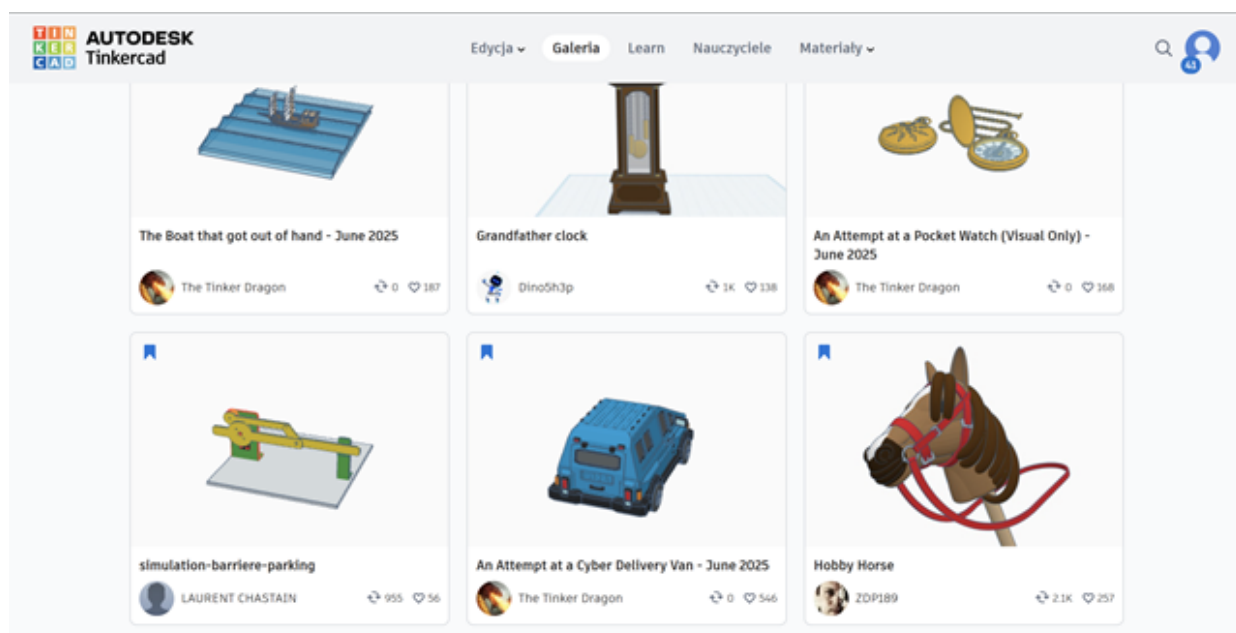 TIN
KER
CAD
AUTODESK
Tinkercad
Edycja Galeria Learn Nauczyciele Materiały
43
The Boat that got out of hand - June 2025
The Tinker Dragon 0 187
Grandfather clock
DinoSh3p 1K 138
An Attempt at a Pocket Watch (Visual Only) -
June 2025
The Tinker Dragon 0 168
simulation-barriere-parking
LAURENT CHASTAIN 955 56
An Attempt at a Cyber Delivery Van - June 2025
The Tinker Dragon 0 546
Hobby Horse
ZDP189 2.1K 257